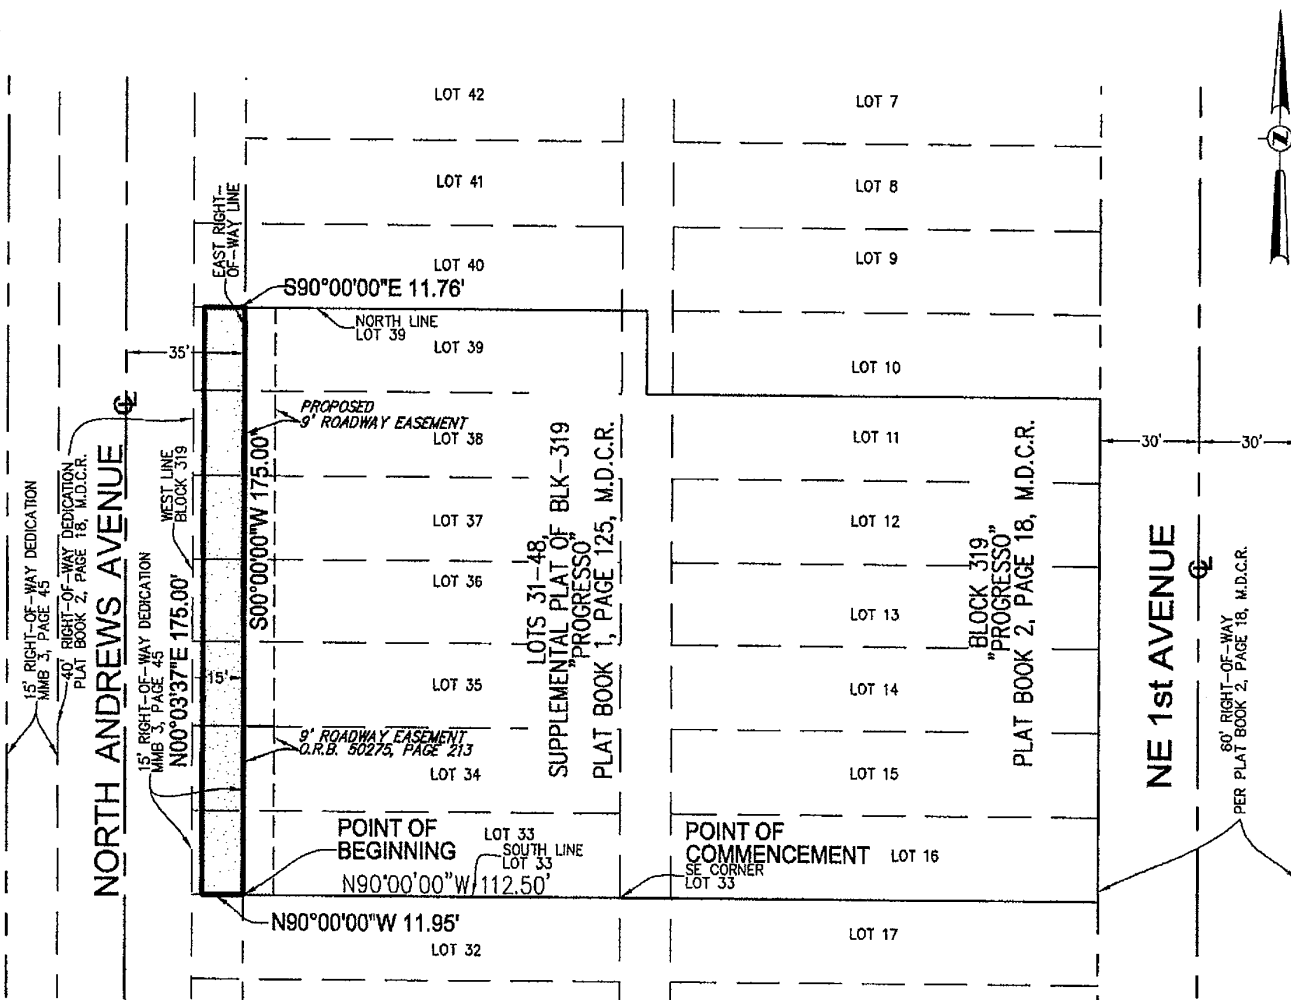 LOT 42
LOT 7
LOT 41
LOT 8
LOT 40
LOT 9
EAST RIGHT-
OF-WAY LINE
S90°00'00"E 11.76'
NORTH LINE
LOT 39
LOT 39
35'
LOT 10
PROPOSED
9' ROADWAY EASEMENT
LOT 38
LOT 11
30'
30'
LOT 37
LOT 12
LOT 36
LOT 13
LOT 35
LOT 14
15'
9' ROADWAY EASEMENT
O.R.B. 50275, PAGE 213
LOT 34
LOT 15
15' RIGHT-OF-WAY DEDICATION
MMB 3, PAGE 45
40' RIGHT-OF-WAY DEDICATION
PLAT BOOK 2, PAGE 18, M.D.C.R.
NORTH ANDREWS AVENUE
15' RIGHT-OF-WAY DEDICATION
MMB 3, PAGE 45
WEST LINE
BLOCK 319
N00°03'37"E 175.00'
S00°00'00"W 175.00'
LOTS 31-48,
SUPPLEMENTAL PLAT OF BLK-319
"PROGRESSO"
PLAT BOOK 1, PAGE 125, M.D.C.R.
BLOCK 319
"PROGRESSO"
PLAT BOOK 2, PAGE 18, M.D.C.R.
NE 1st AVENUE
80' RIGHT-OF-WAY
PER PLAT BOOK 2, PAGE 18, M.D.C.R.
POINT OF
BEGINNING
LOT 33
SOUTH LINE
LOT 33
N90°00'00"W 112.50'
POINT OF
COMMENCEMENT
LOT 16
SE CORNER
LOT 33
N90°00'00"W 11.95'
LOT 32
LOT 17